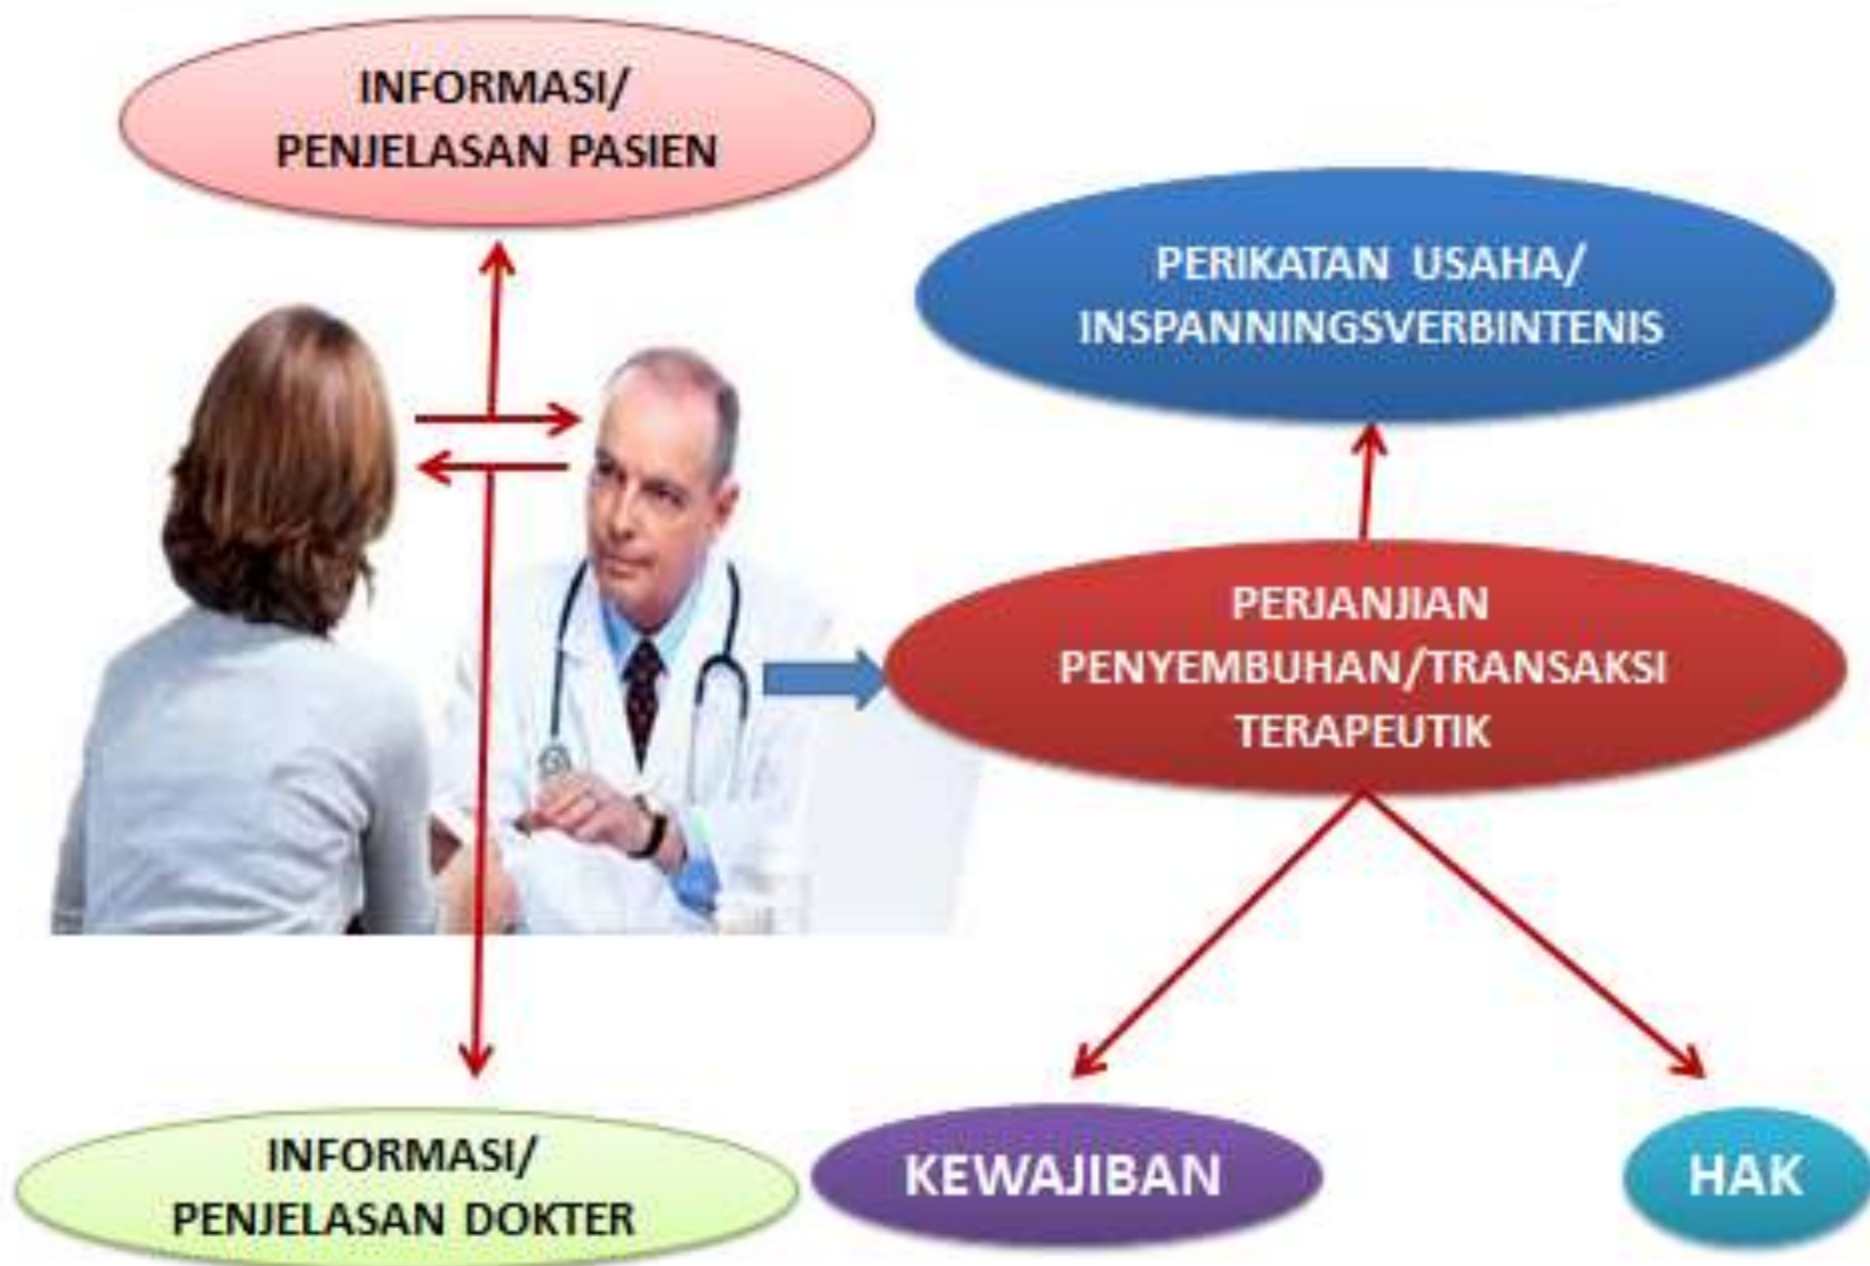 INFORMASI/
PENJELASAN PASIEN
PERIKATAN USAHA/
INSPANNINGSVERBINTENIS
PERJANJIAN
PENYEMBUHAN/TRANSAKSI
TERAPEUTIK
INFORMASI/
PENJELASAN DOKTER
KEWAJIBAN
HAK